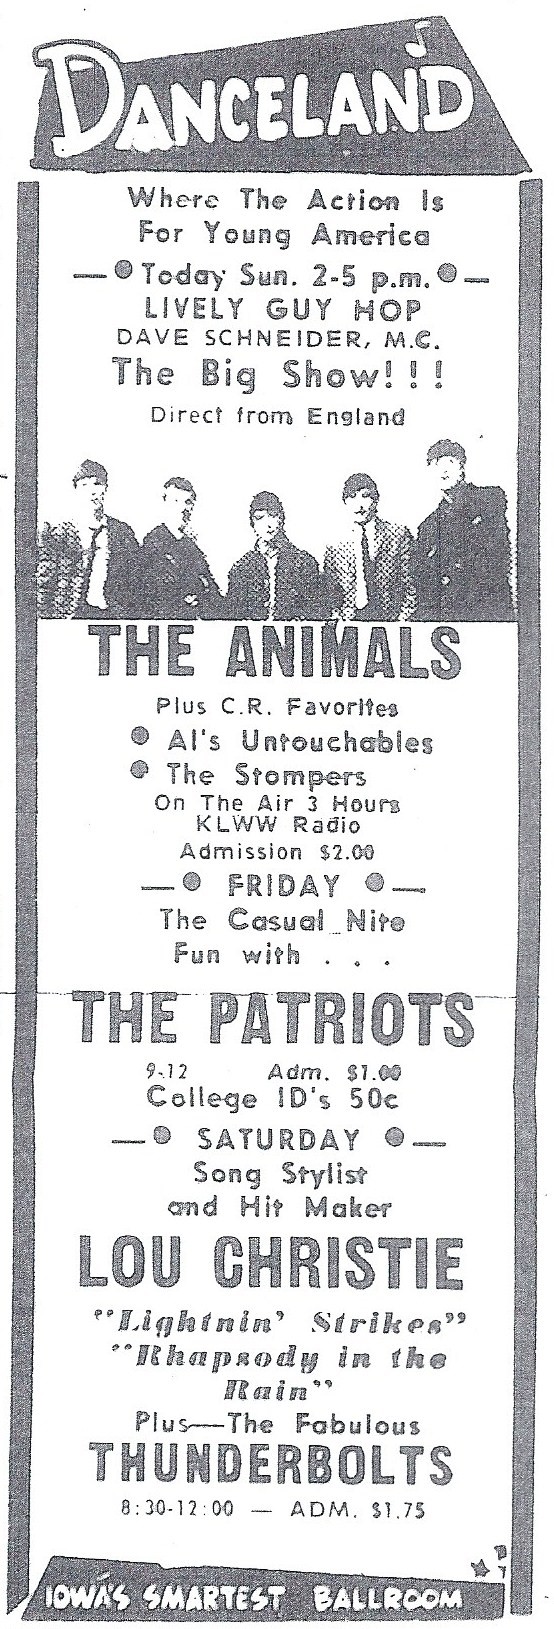 DANCELAND
Where The Action Is
For Young America
— ● Today Sun. 2-5 p.m. ● —
LIVELY GUY HOP
DAVE SCHNEIDER, M.C.
The Big Show!!!
Direct from England
THE ANIMALS
Plus C.R. Favorites
● Al's Untouchables
● The Stompers
On The Air 3 Hours
KLWW Radio
Admission $2.00
— ● FRIDAY ● —
The Casual Nite
Fun with . . .
THE PATRIOTS
9-12 Adm. $1.00
College ID's 50c
— ● SATURDAY ● —
Song Stylist
and Hit Maker
LOU CHRISTIE
"Lightnin' Strikes"
"Rhapsody in the
Rain"
Plus—The Fabulous
THUNDERBOLTS
8:30-12:00 — ADM. $1.75
IOWA'S SMARTEST BALLROOM